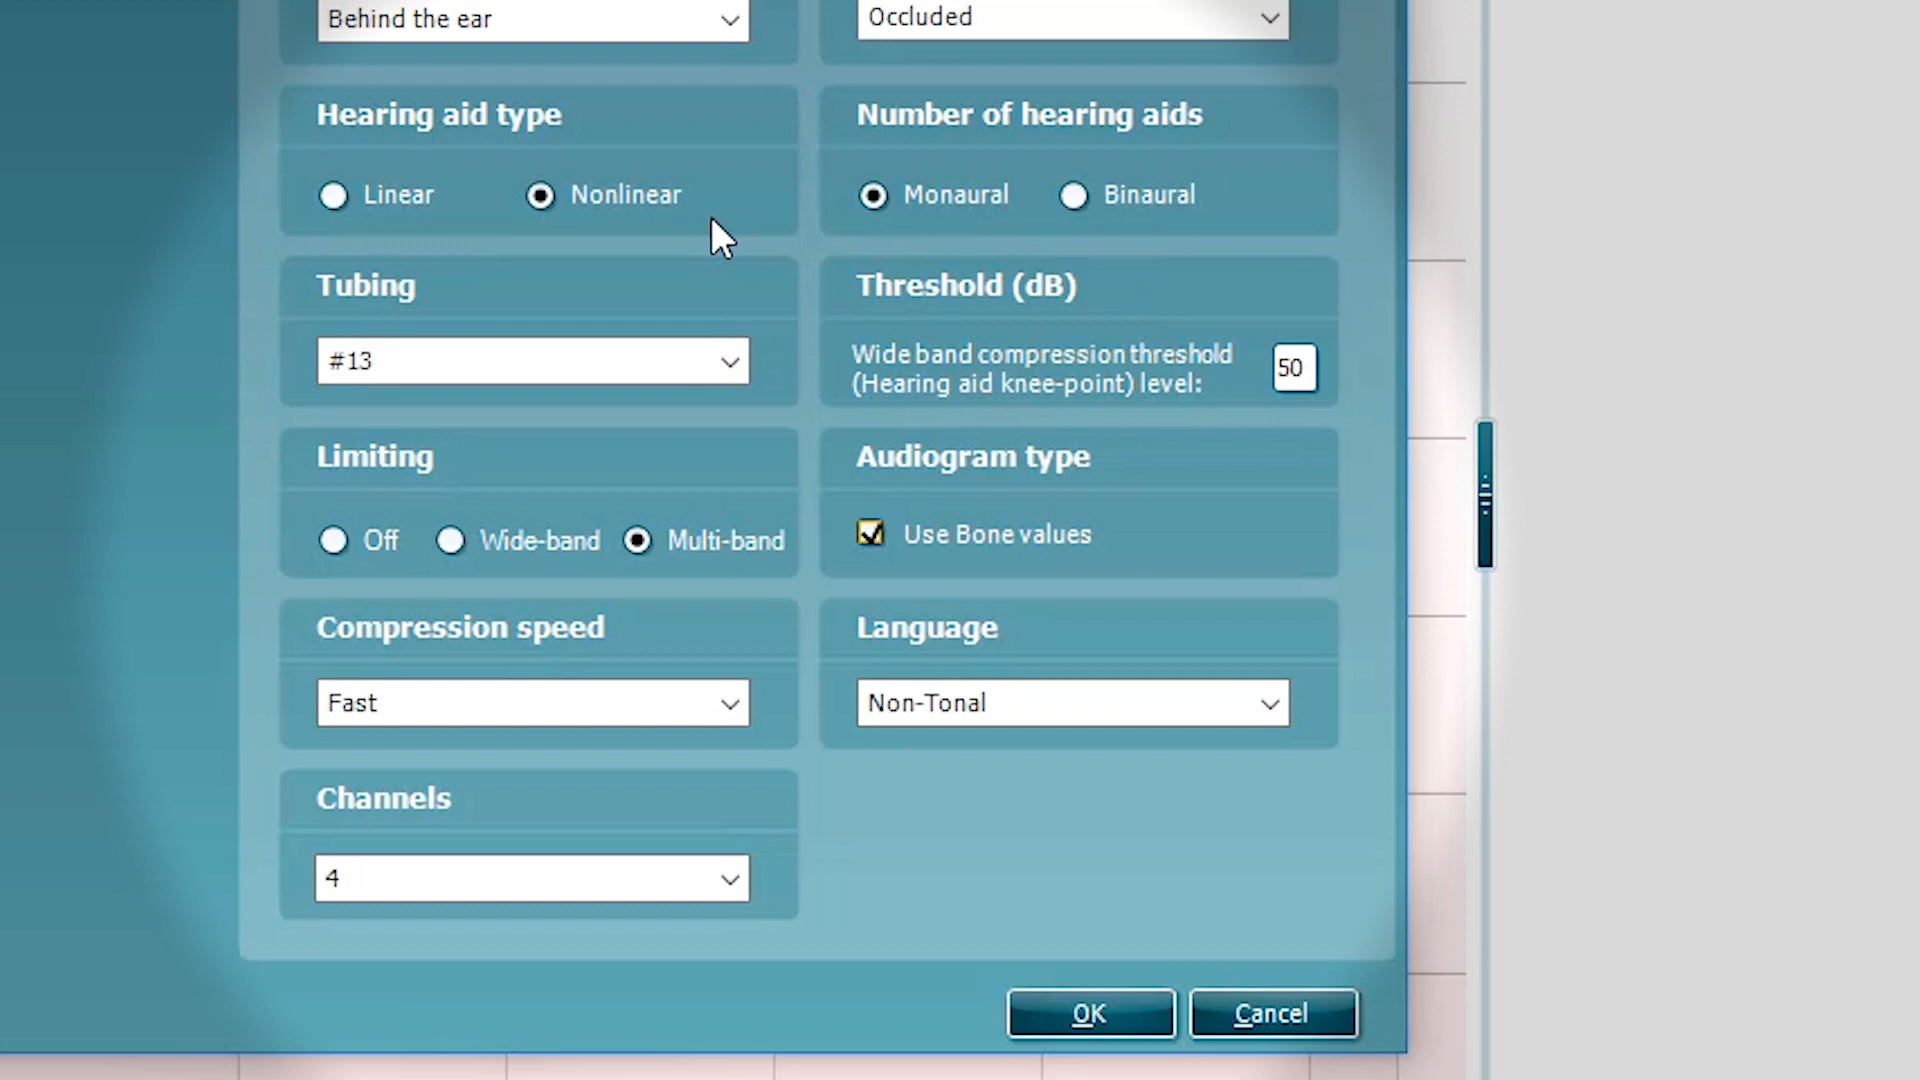 Behind the ear
Occluded
Hearing aid type
Number of hearing aids
Linear
Nonlinear
Monaural
Binaural
Tubing
Threshold (dB)
#13
Wide band compression threshold
(Hearing aid knee-point) level:
50
Limiting
Audiogram type
Off
Wide-band
Multi-band
Use Bone values
Compression speed
Language
Fast
Non-Tonal
Channels
4
OK
Cancel